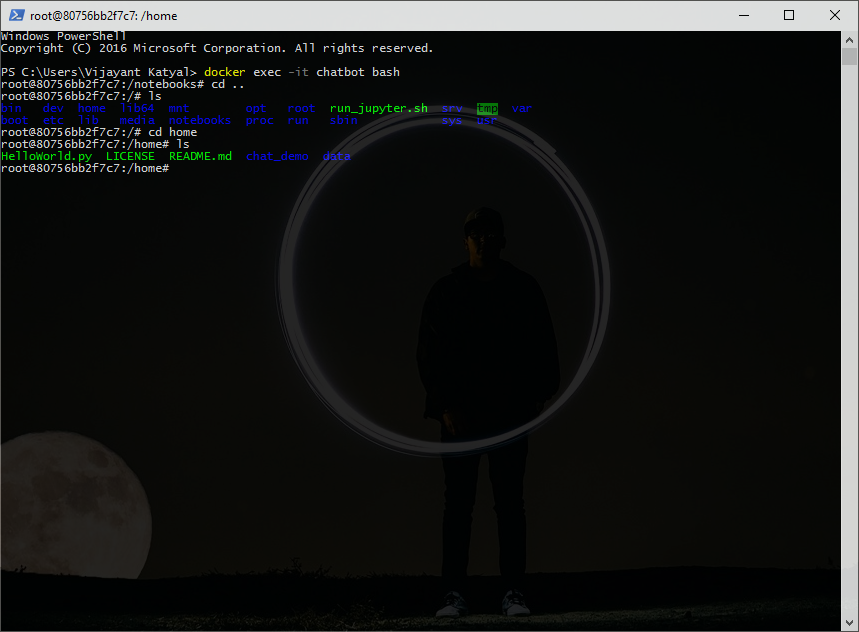 root@80756bb2f7c7: /home
Windows PowerShell
Copyright (C) 2016 Microsoft Corporation. All rights reserved.
PS C:\Users\Vijayant Katyal> docker exec -it chatbot bash
root@80756bb2f7c7:/notebooks# cd ..
root@80756bb2f7c7:/# ls
bin dev home lib64 mnt opt root run_jupyter.sh srv tmp var
boot etc lib media notebooks proc run sbin sys usr
root@80756bb2f7c7:/# cd home
root@80756bb2f7c7:/home# ls
HelloWorld.py LICENSE README.md chat_demo data
root@80756bb2f7c7:/home#